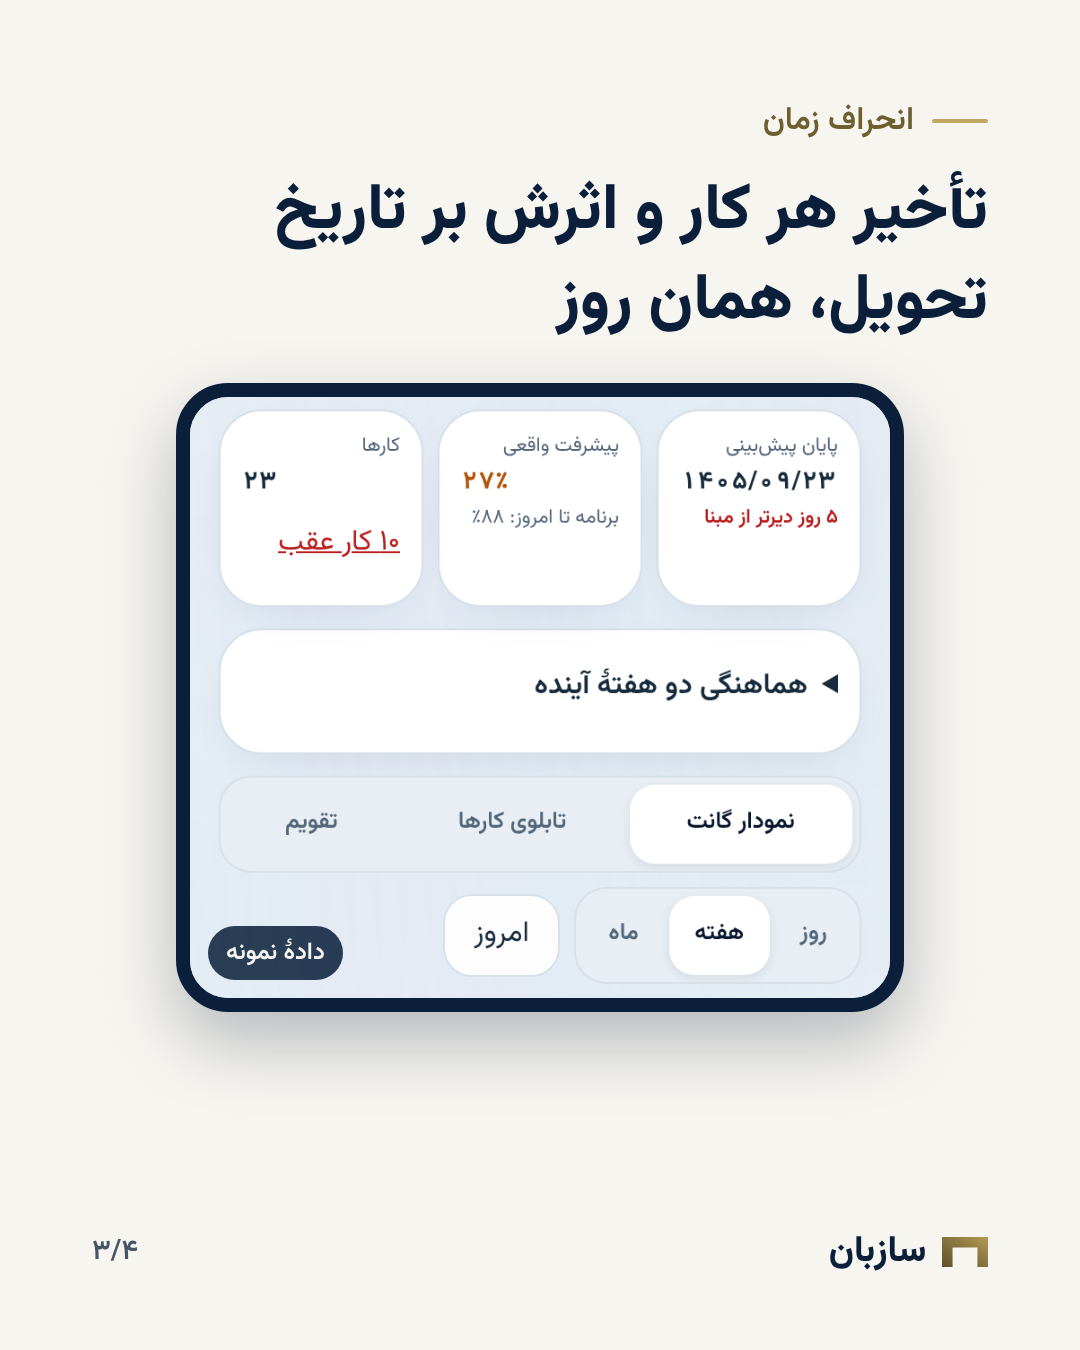 انحراف زمان
تأخیر هر کار و اثرش بر تاریخ
تحویل، همان روز
پایان پیش‌بینی
۱۴۰۵/۰۹/۲۳
۵ روز دیرتر از مبنا
پیشرفت واقعی
۲۷٪
برنامه تا امروز: ۸۸٪
کارها
۲۳
۱۰ کار عقب
هماهنگی دو هفتهٔ آینده
نمودار گانت
تابلوی کارها
تقویم
روز
هفته
ماه
امروز
دادهٔ نمونه
سازبان
۳/۴